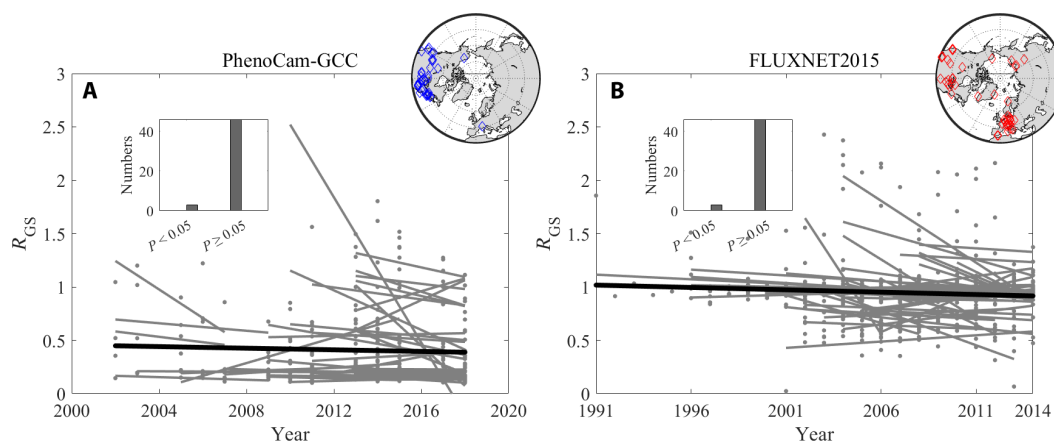 PhenoCam-GCC
A
3
2.5
2
1.5
1
0.5
0
R_GS
Numbers
40
20
0
P < 0.05
P ≥ 0.05
2000 2004 2008 2012 2016 2020
Year
FLUXNET2015
B
3
2.5
2
1.5
1
0.5
0
R_GS
Numbers
40
20
0
P < 0.05
P ≥ 0.05
1991 1996 2001 2006 2011 2014
Year